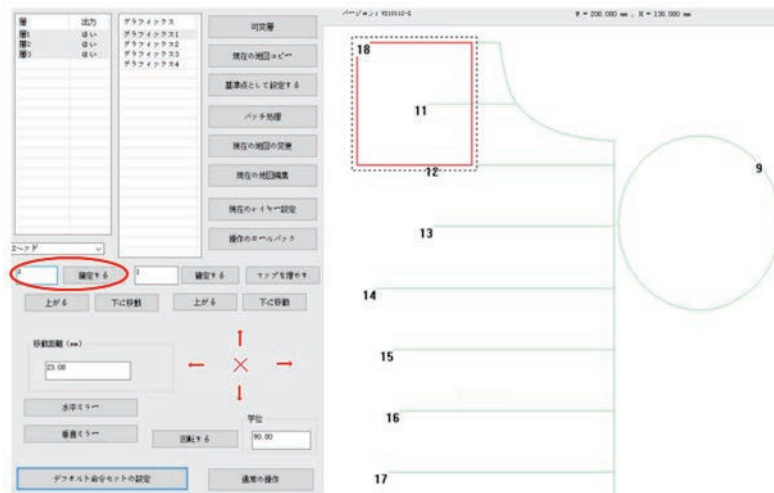 バージョン: V210112-S
W = 200.000 mm , H = 130.000 mm
層 出力
層1 はい
層2 はい
層3 はい
グラフィックス
グラフィックス1
グラフィックス2
グラフィックス3
グラフィックス4
可変層
現在の地図コピー
基準点として設定する
バッチ処理
現在の地図の変更
現在の地図編集
現在のレイヤー設定
操作のロールバック
2ヘッド
2 確定する 1 確定する マップを増やす
上がる 下に移動 上がる 下に移動
移動距離 (mm)
23.00
水平ミラー
垂直ミラー
回転する
学位
90.00
デフォルト命令セットの設定
通常の操作
18
11
12
9
13
14
15
16
17